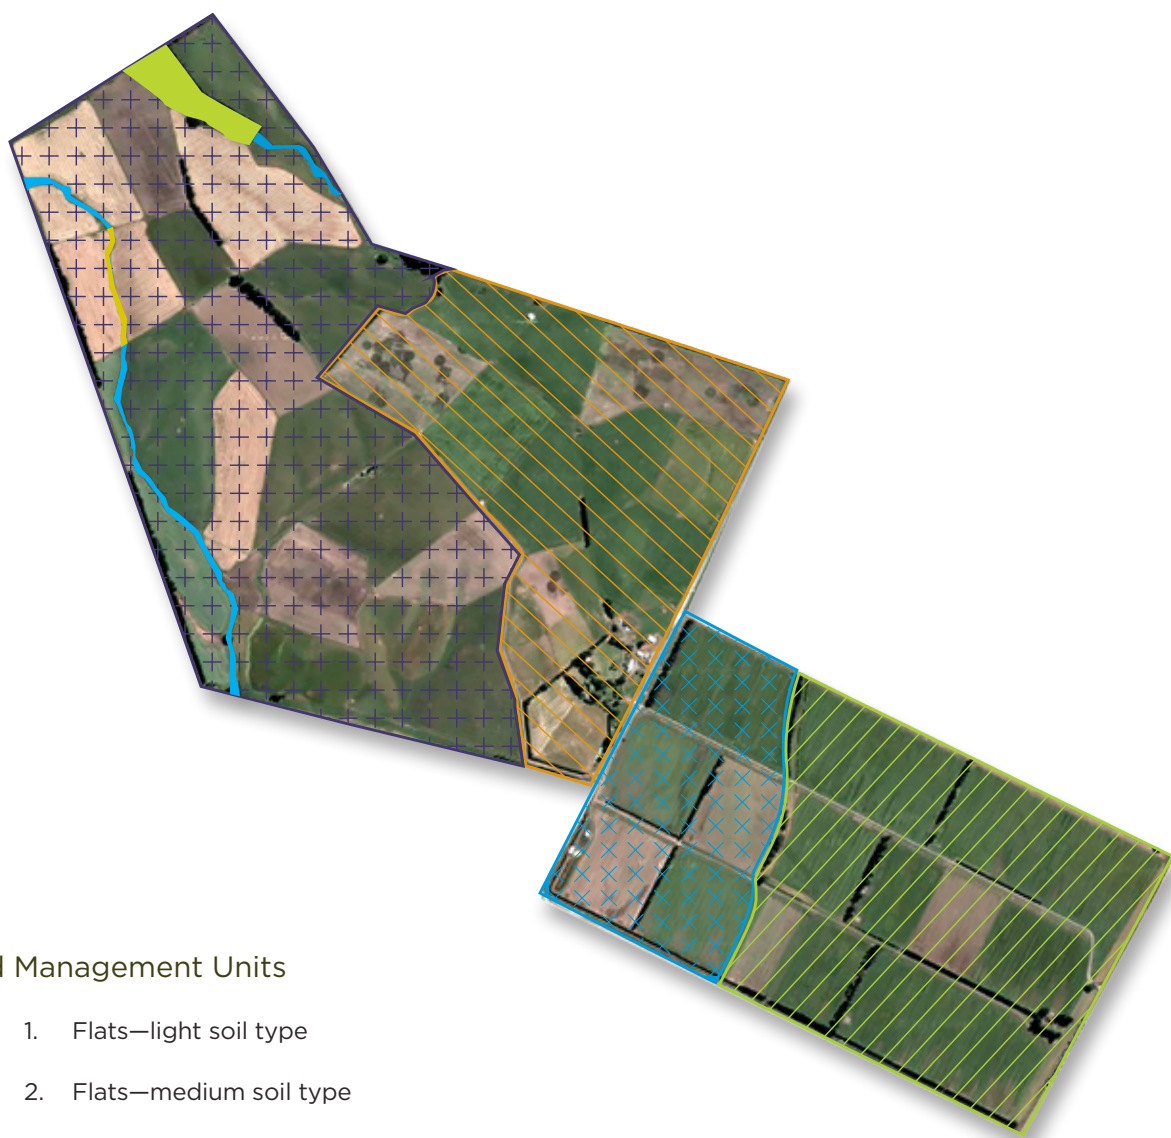 Management Units
1. Flats—light soil type
2. Flats—medium soil type